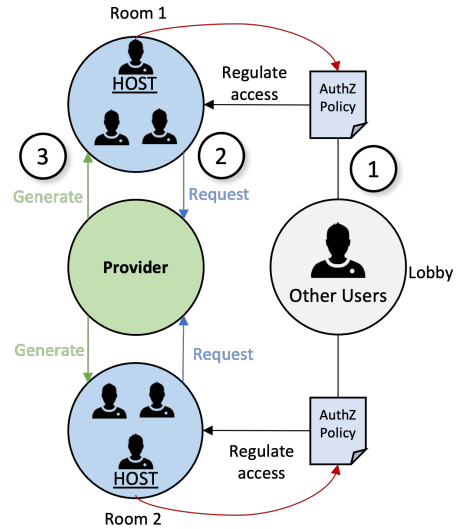 Room 1
HOST
Regulate
access
AuthZ
Policy
3
2
1
Generate
Request
Provider
Other Users
Lobby
Generate
Request
AuthZ
Policy
Regulate
access
HOST
Room 2